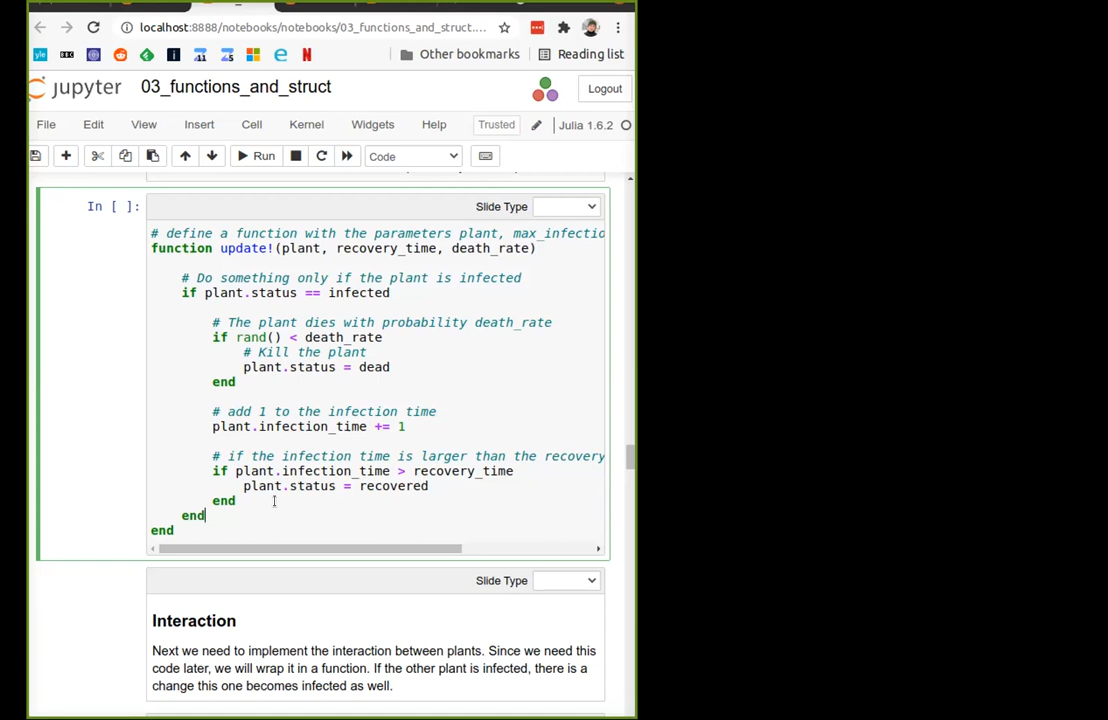 localhost:8888/notebooks/notebooks/03_functions_and_struct....
yle BBC 11 5 N Other bookmarks Reading list
jupyter 03_functions_and_struct Logout
File Edit View Insert Cell Kernel Widgets Help Trusted Julia 1.6.2
Run Code
In [ ]: Slide Type
# define a function with the parameters plant, max_infectio
function update!(plant, recovery_time, death_rate)
# Do something only if the plant is infected
if plant.status == infected
# The plant dies with probability death_rate
if rand() < death_rate
# Kill the plant
plant.status = dead
end
# add 1 to the infection time
plant.infection_time += 1
# if the infection time is larger than the recovery
if plant.infection_time > recovery_time
plant.status = recovered
end
end
end
Slide Type
Interaction
Next we need to implement the interaction between plants. Since we need this
code later, we will wrap it in a function. If the other plant is infected, there is a
change this one becomes infected as well.